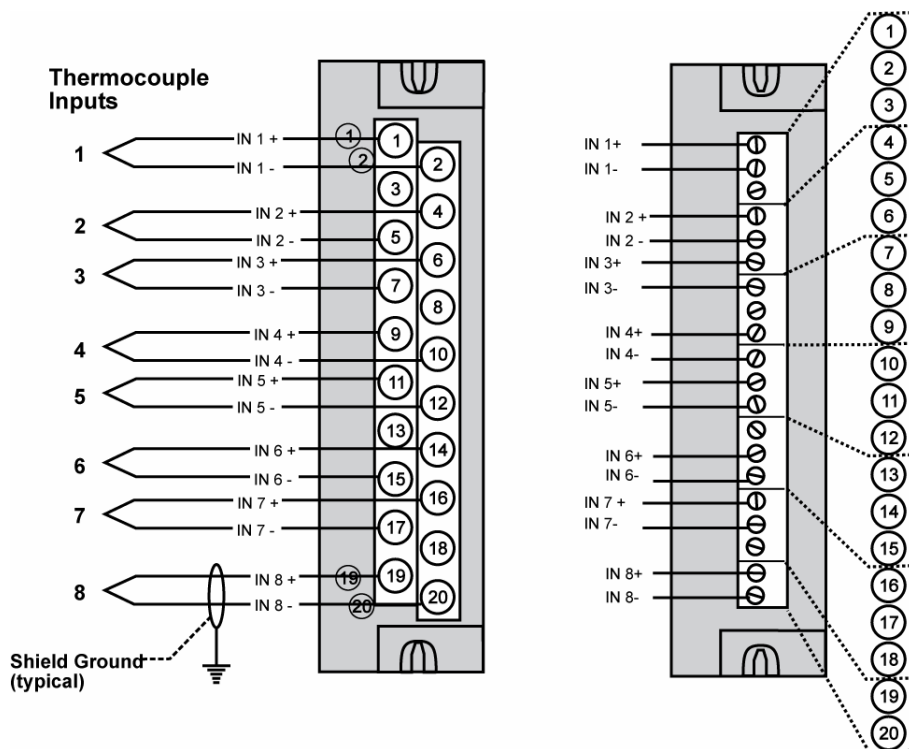 Thermocouple
Inputs
1
IN 1 +
IN 1 -
2
IN 2 +
IN 2 -
3
IN 3 +
IN 3 -
4
IN 4 +
IN 4 -
5
IN 5 +
IN 5 -
6
IN 6 +
IN 6 -
7
IN 7 +
IN 7 -
8
IN 8 +
IN 8 -
Shield Ground
(typical)
1
2
19
20
1
2
3
4
5
6
7
8
9
10
11
12
13
14
15
16
17
18
19
20
IN 1+
IN 1-
IN 2 +
IN 2 -
IN 3+
IN 3-
IN 4+
IN 4-
IN 5+
IN 5-
IN 6+
IN 6-
IN 7 +
IN 7-
IN 8+
IN 8-
1
2
3
4
5
6
7
8
9
10
11
12
13
14
15
16
17
18
19
20